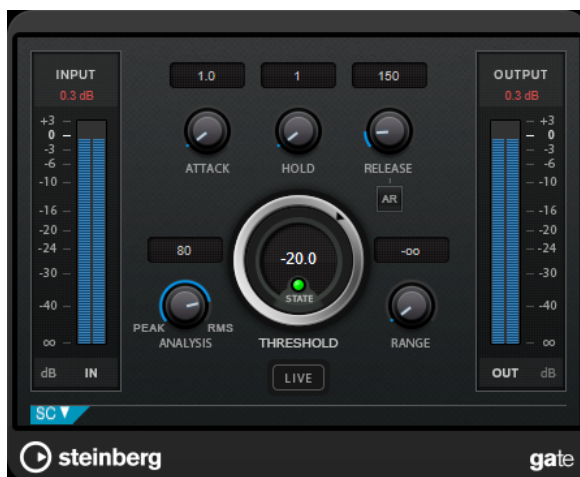 INPUT
0.3 dB
1.0
1
150
OUTPUT
0.3 dB
+3
0
-3
-6
-10
-16
-20
-24
-30
-40
∞
ATTACK
HOLD
RELEASE
AR
+3
0
-3
-6
-10
-16
-20
-24
-30
-40
∞
80
-20.0
-∞
STATE
PEAK
RMS
ANALYSIS
THRESHOLD
RANGE
dB
IN
LIVE
OUT
dB
SC
steinberg
gate